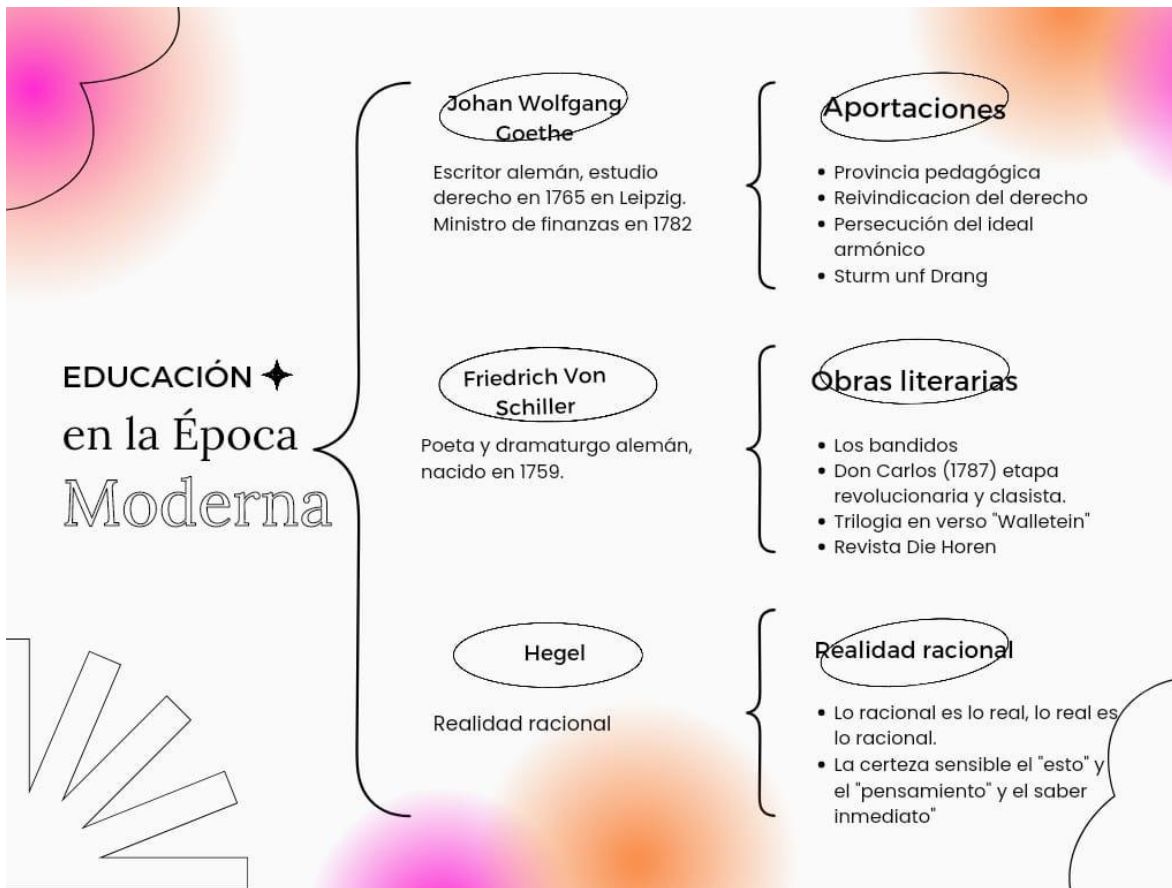 EDUCACIÓN
en la Época
Moderna
Johan Wolfgang
Goethe
Escritor alemán, estudio
derecho en 1765 en Leipzig.
Ministro de finanzas en 1782
Aportaciones
• Provincia pedagógica
• Reivindicacion del derecho
• Persecución del ideal
armónico
• Sturm unf Drang
Friedrich Von
Schiller
Poeta y dramaturgo alemán,
nacido en 1759.
Obras literarias
• Los bandidos
• Don Carlos (1787) etapa
revolucionaria y clasista.
• Trilogia en verso "Walletein"
• Revista Die Horen
Hegel
Realidad racional
Realidad racional
• Lo racional es lo real, lo real es
lo racional.
• La certeza sensible el "esto" y
el "pensamiento" y el saber
inmediato"